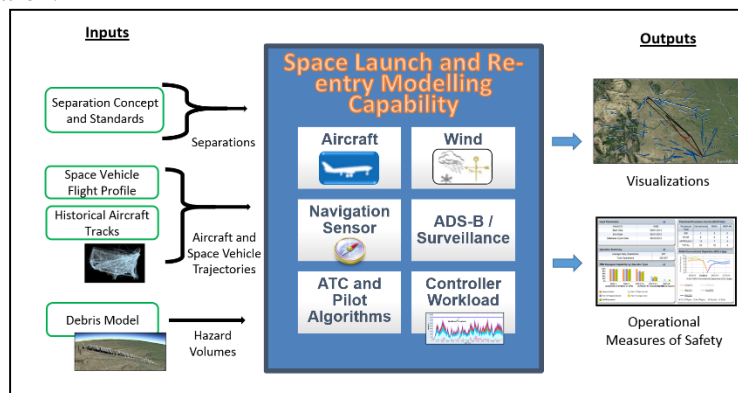 Inputs
Separation Concept
and Standards
Separations
Space Vehicle
Flight Profile
Historical Aircraft
Tracks
Aircraft and
Space Vehicle
Trajectories
Debris Model
Hazard
Volumes
Space Launch and Re-
entry Modelling
Capability
Aircraft
Wind
Navigation
Sensor
ADS-B /
Surveillance
ATC and Pilot
Algorithms
Controller
Workload
Outputs
Visualizations
Operational
Measures of Safety